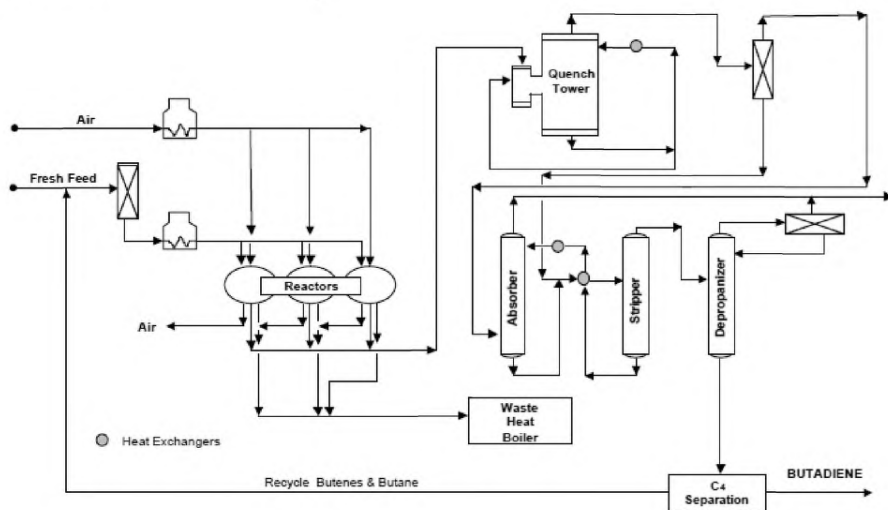 Air
Fresh Feed
Quench
Tower
Reactors
Air
Absorber
Stripper
Depropanizer
Waste
Heat
Boiler
Heat Exchangers
Recycle Butenes & Butane
C4
Separation
BUTADIENE